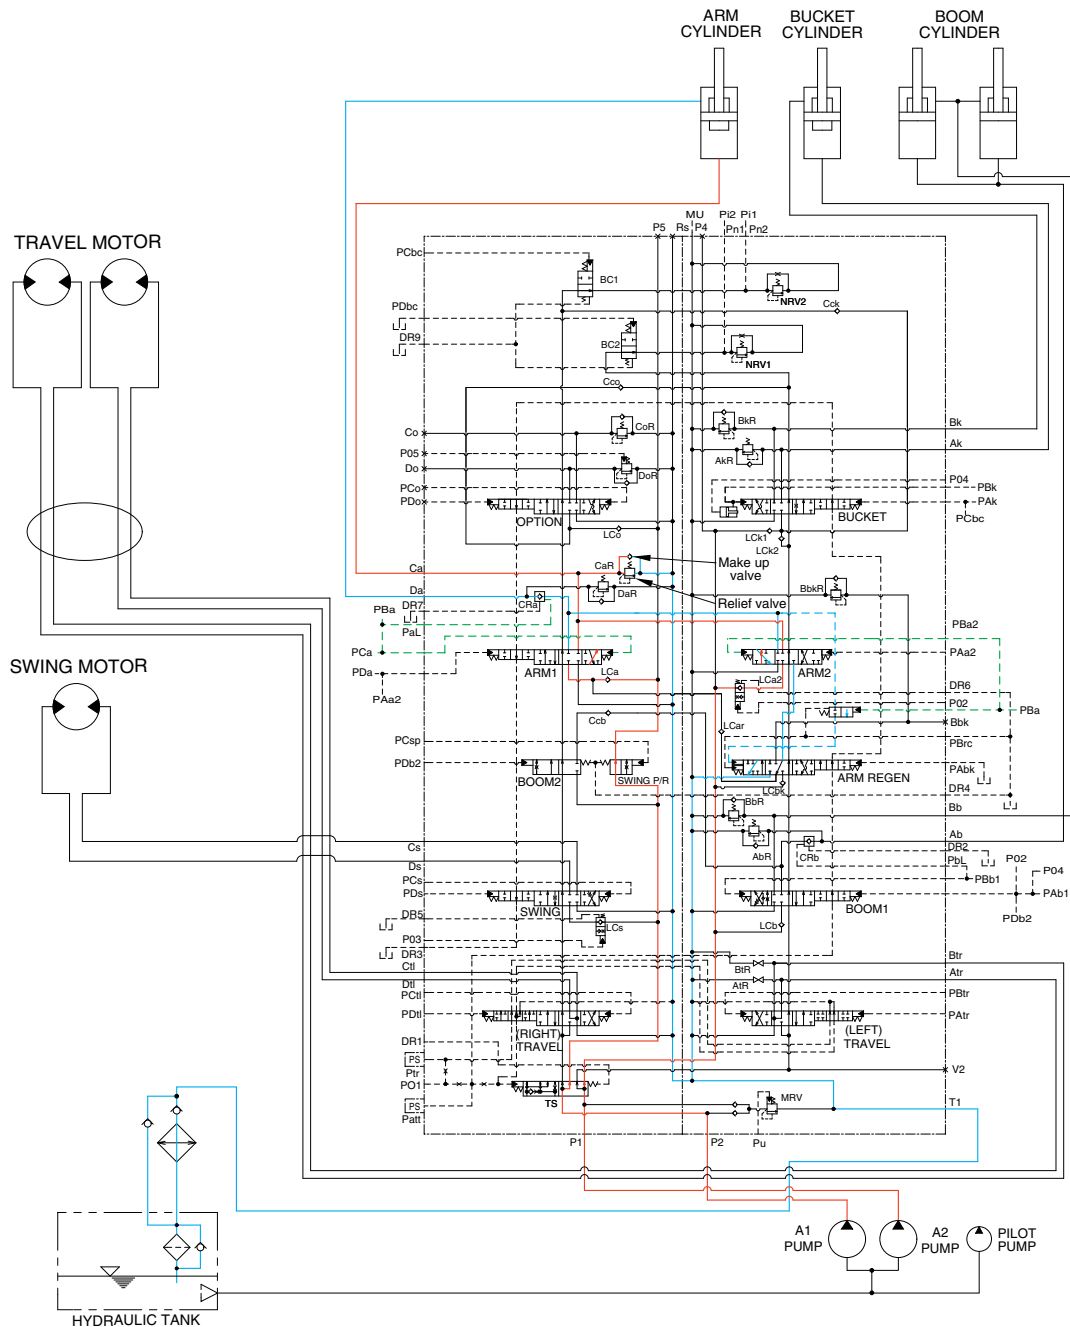 ARM
CYLINDER
BUCKET
CYLINDER
BOOM
CYLINDER
TRAVEL MOTOR
SWING MOTOR
P5
Rs
MU
P4
Pi2
Pn1
Pi1
Pn2
PCbc
BC1
NRV2
Cck
PDbc
DR9
BC2
NRV1
Cco
Co
CoR
BkR
Bk
P05
AkR
Ak
Do
DoR
PCo
PDo
OPTION
LCo
P04
PBk
PAk
PCbc
BUCKET
LCk1
LCk2
Ca
CaR
Make up
valve
Da
DaR
Relief valve
BbkR
CRa
PBa
DR7
PaL
PCa
PDa
PAa2
ARM1
LCa
PBa2
PAa2
ARM2
LCa2
DR6
P02
PBa
Bbk
Ccb
LCar
PCsp
PBrc
PDb2
BOOM2
SWING P/R
ARM REGEN
PAbk
LCbk
DR4
BbR
Bb
AbR
CRb
Ab
DR2
PbL
P02
P04
Cs
Ds
PCs
PDs
SWING
LCs
PBb1
PAb1
PDb2
BOOM1
LCb
DR5
P03
DR3
Ctl
Dtl
PCtl
PDtl
(RIGHT)
TRAVEL
BtR
Btr
AtR
Atr
PBtr
PAtr
(LEFT)
TRAVEL
DR1
PS
Ptr
PO1
PS
Patt
TS
V2
MRV
T1
P1
P2
Pu
A1
PUMP
A2
PUMP
PILOT
PUMP
HYDRAULIC TANK